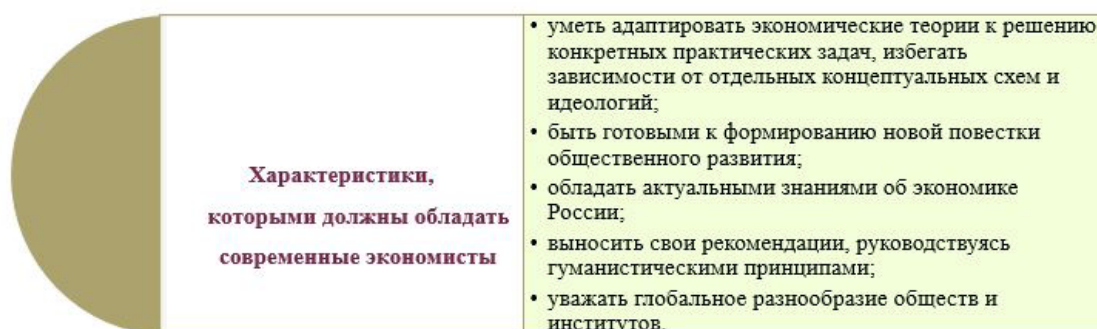 Характеристики,
которыми должны обладать
современные экономисты
• уметь адаптировать экономические теории к решению
конкретных практических задач, избегать
зависимости от отдельных концептуальных схем и
идеологий;
• быть готовыми к формированию новой повестки
общественного развития;
• обладать актуальными знаниями об экономике
России;
• выносить свои рекомендации, руководствуясь
гуманистическими принципами;
• уважать глобальное разнообразие обществ и
институтов.